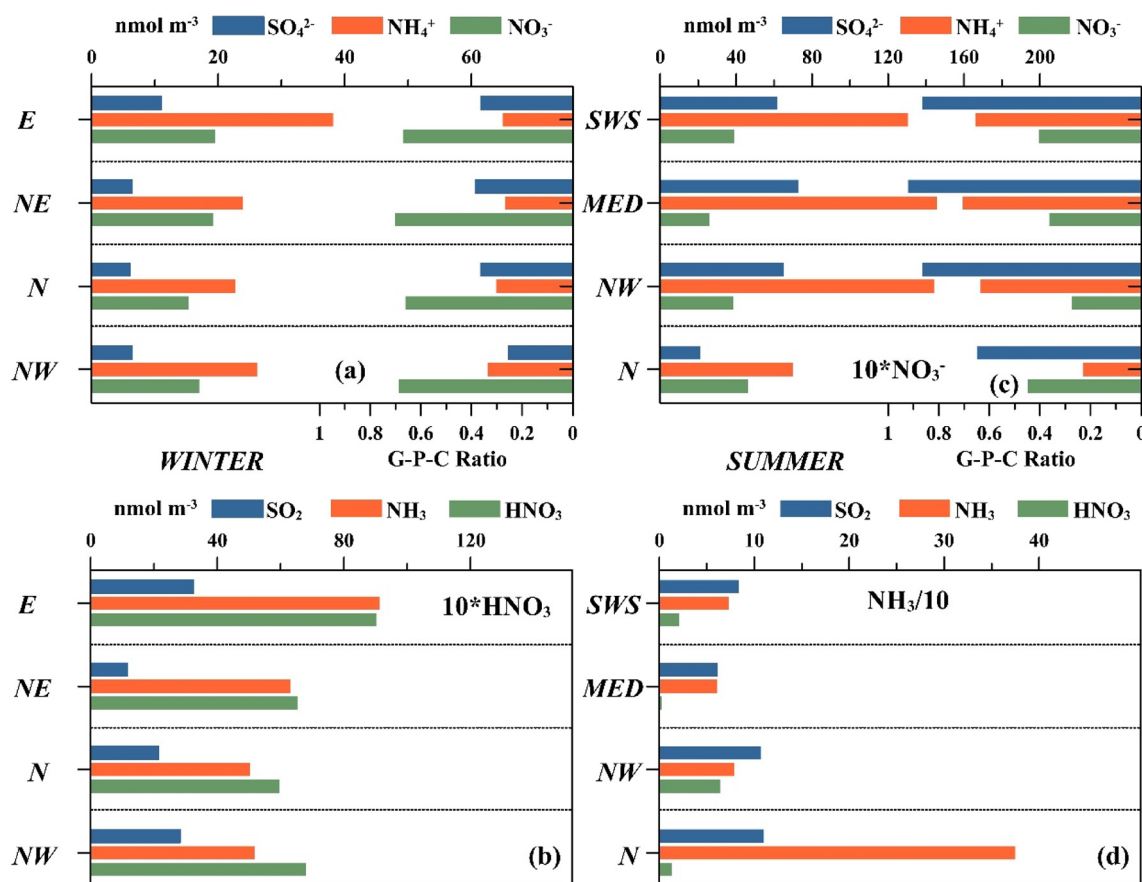 nmol m⁻³ SO₄²⁻ NH₄⁺ NO₃⁻
0 20 40 60
E
NE
N
NW
(a)
1 0.8 0.6 0.4 0.2 0
WINTER G-P-C Ratio
nmol m⁻³ SO₄²⁻ NH₄⁺ NO₃⁻
0 40 80 120 160 200
SWS
MED
NW
N
10*NO₃⁻ (c)
1 0.8 0.6 0.4 0.2 0
SUMMER G-P-C Ratio
nmol m⁻³ SO₂ NH₃ HNO₃
0 40 80 120
E
10*HNO₃
NE
N
NW
(b)
nmol m⁻³ SO₂ NH₃ HNO₃
0 10 20 30 40
SWS
NH₃/10
MED
NW
N
(d)